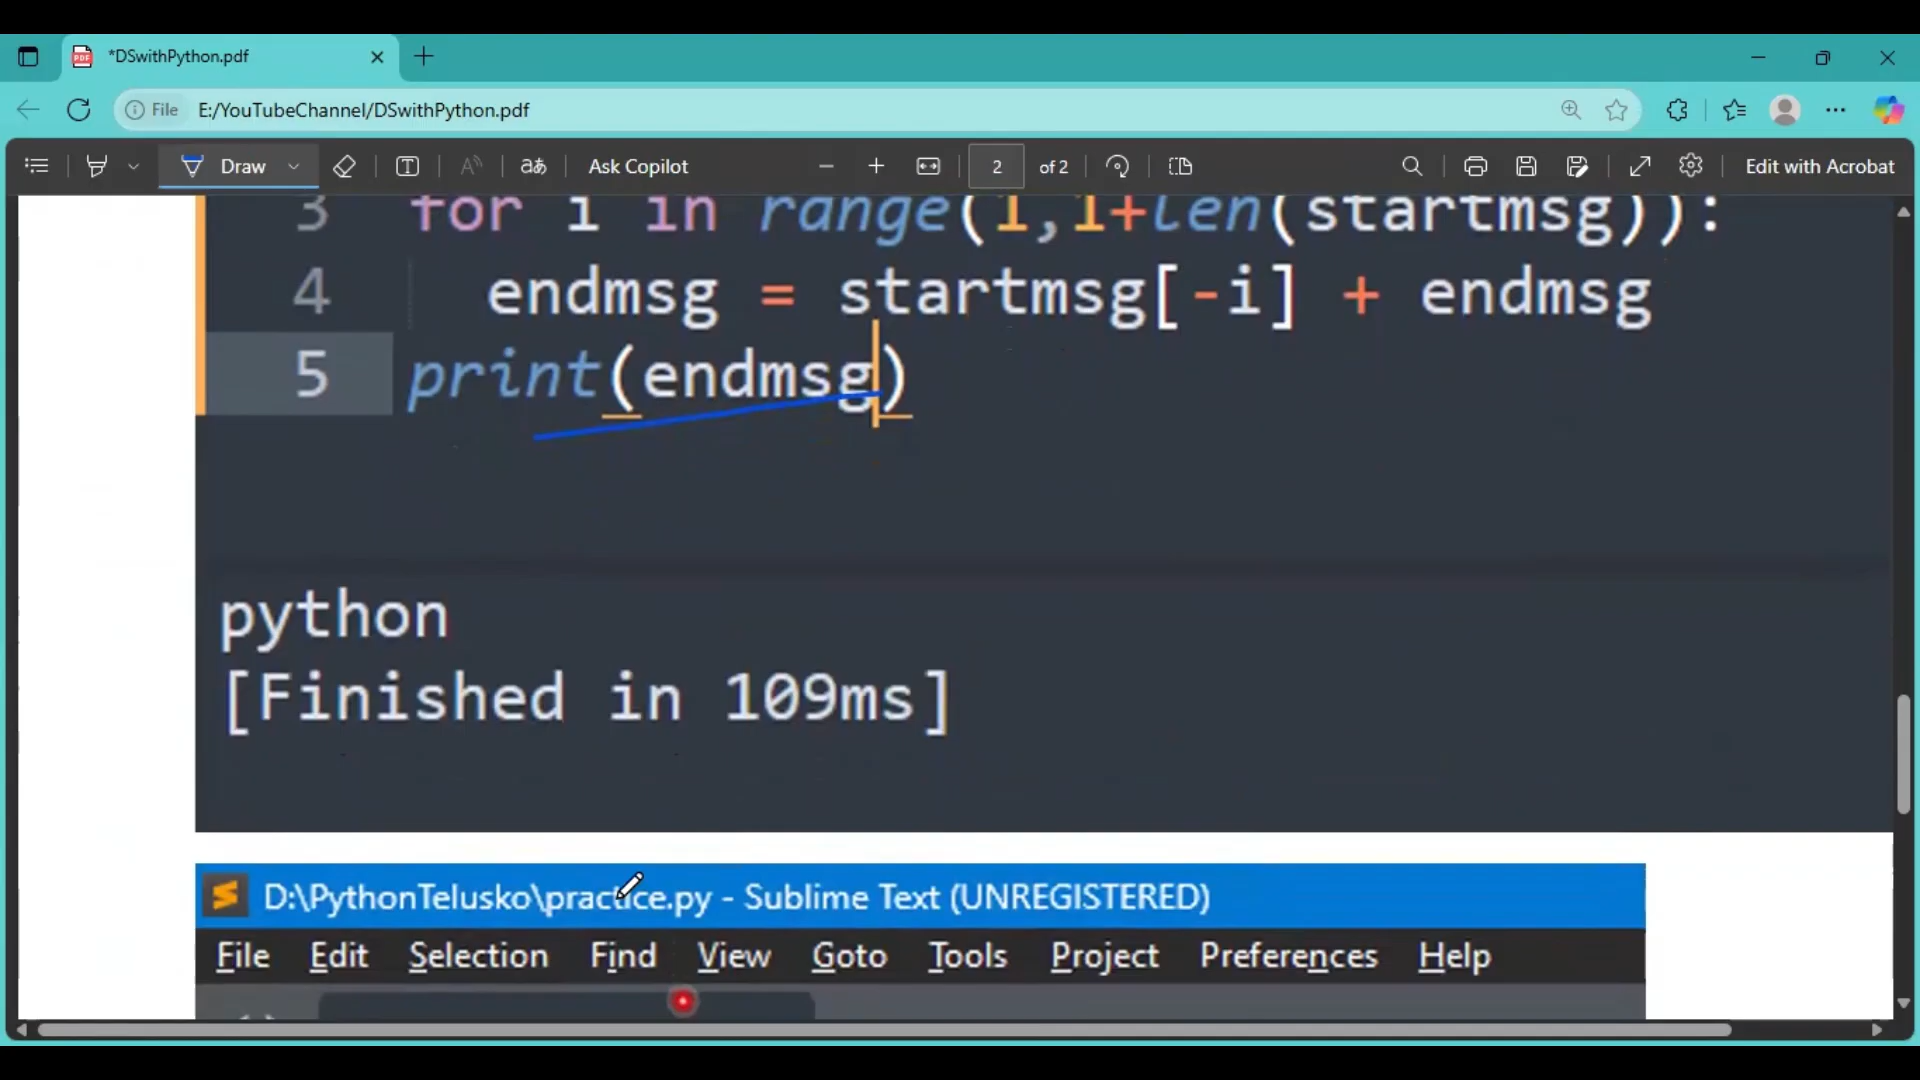 *DSwithPython.pdf
File E:/YouTubeChannel/DSwithPython.pdf
Draw Ask Copilot 2 of 2 Edit with Acrobat
3 for i in range(1,1+len(startmsg)):
4 endmsg = startmsg[-i] + endmsg
5 print(endmsg)
python
[Finished in 109ms]
D:\PythonTelusko\practice.py - Sublime Text (UNREGISTERED)
File Edit Selection Find View Goto Tools Project Preferences Help